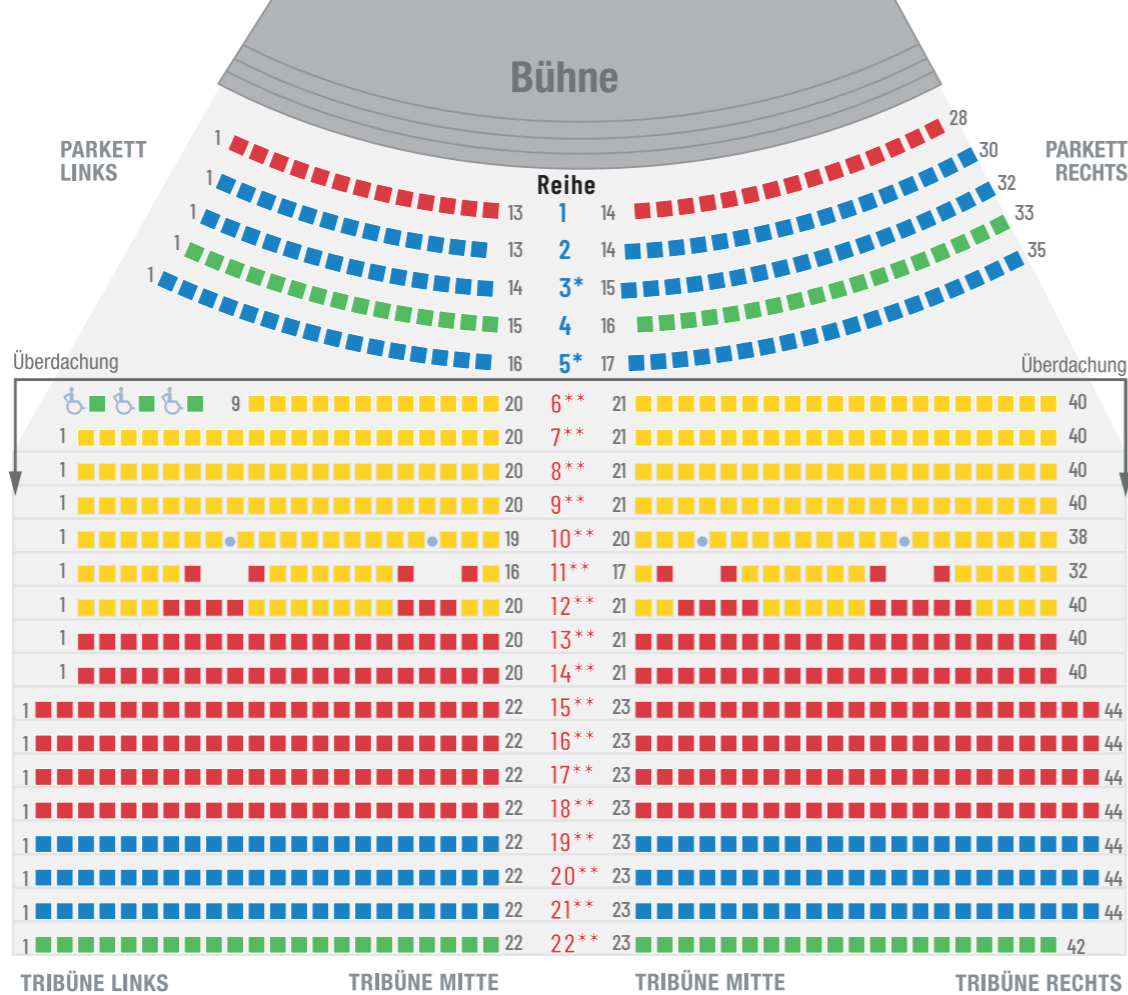 Bühne
PARKETT
LINKS
PARKETT
RECHTS
Reihe
1 13 1 14 28
1 13 2 14 30
1 14 3* 15 32
1 15 4 16 33
1 16 5* 17 35
Überdachung Überdachung
9 20 6** 21 40
1 20 7** 21 40
1 20 8** 21 40
1 20 9** 21 40
1 19 10** 20 38
1 16 11** 17 32
1 20 12** 21 40
1 20 13** 21 40
1 20 14** 21 40
1 22 15** 23 44
1 22 16** 23 44
1 22 17** 23 44
1 22 18** 23 44
1 22 19** 23 44
1 22 20** 23 44
1 22 21** 23 44
1 22 22** 23 42
TRIBÜNE LINKS TRIBÜNE MITTE TRIBÜNE MITTE TRIBÜNE RECHTS